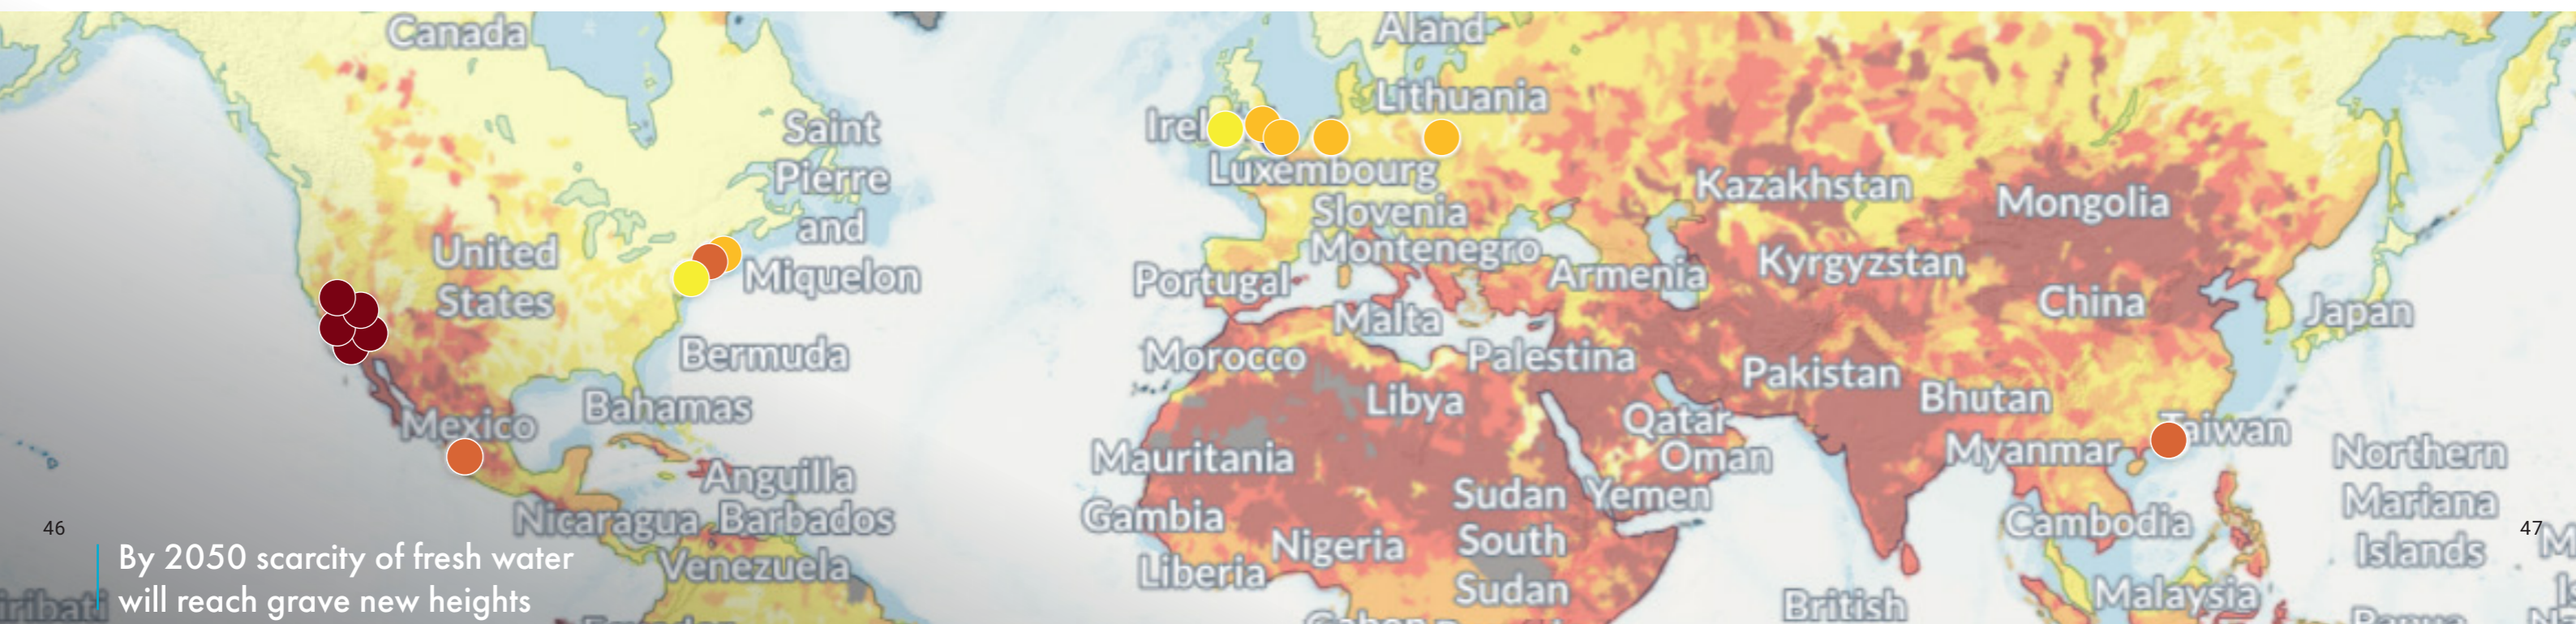 Canada
Aland
Lithuania
Saint
Pierre
and
Miquelon
Luxembourg
Kazakhstan
Mongolia
Slovenia
United
States
Montenegro
Portugal
Armenia
Kyrgyzstan
China
Japan
Malta
Bermuda
Morocco
Palestina
Pakistan
Bhutan
Libya
Bahamas
Mexico
Qatar
Oman
Myanmar
Taiwan
Mauritania
Northern
Mariana
Islands
Anguilla
Sudan
Yemen
Nicaragua
Barbados
Gambia
Cambodia
46
47
Nigeria
South
Sudan
Venezuela
Liberia
Malaysia
British
By 2050 scarcity of fresh water
will reach grave new heights